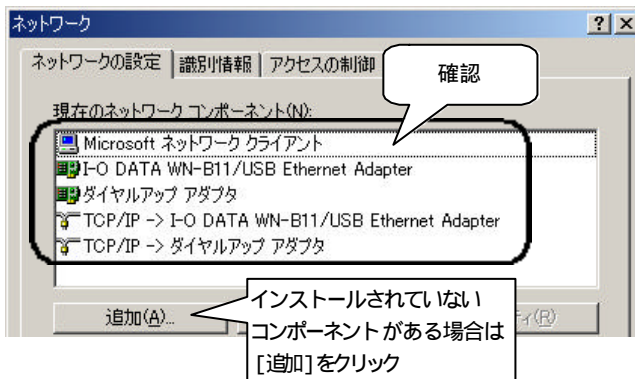 ネットワーク
ネットワークの設定 識別情報 アクセスの制御
確認
現在のネットワーク コンポーネント(N):
Microsoft ネットワーク クライアント
I-O DATA WN-B11/USB Ethernet Adapter
ダイヤルアップ アダプタ
TCP/IP -> I-O DATA WN-B11/USB Ethernet Adapter
TCP/IP -> ダイヤルアップ アダプタ
追加(A)...
ィ(R)
インストールされていない
コンポーネントがある場合は
[追加]をクリック